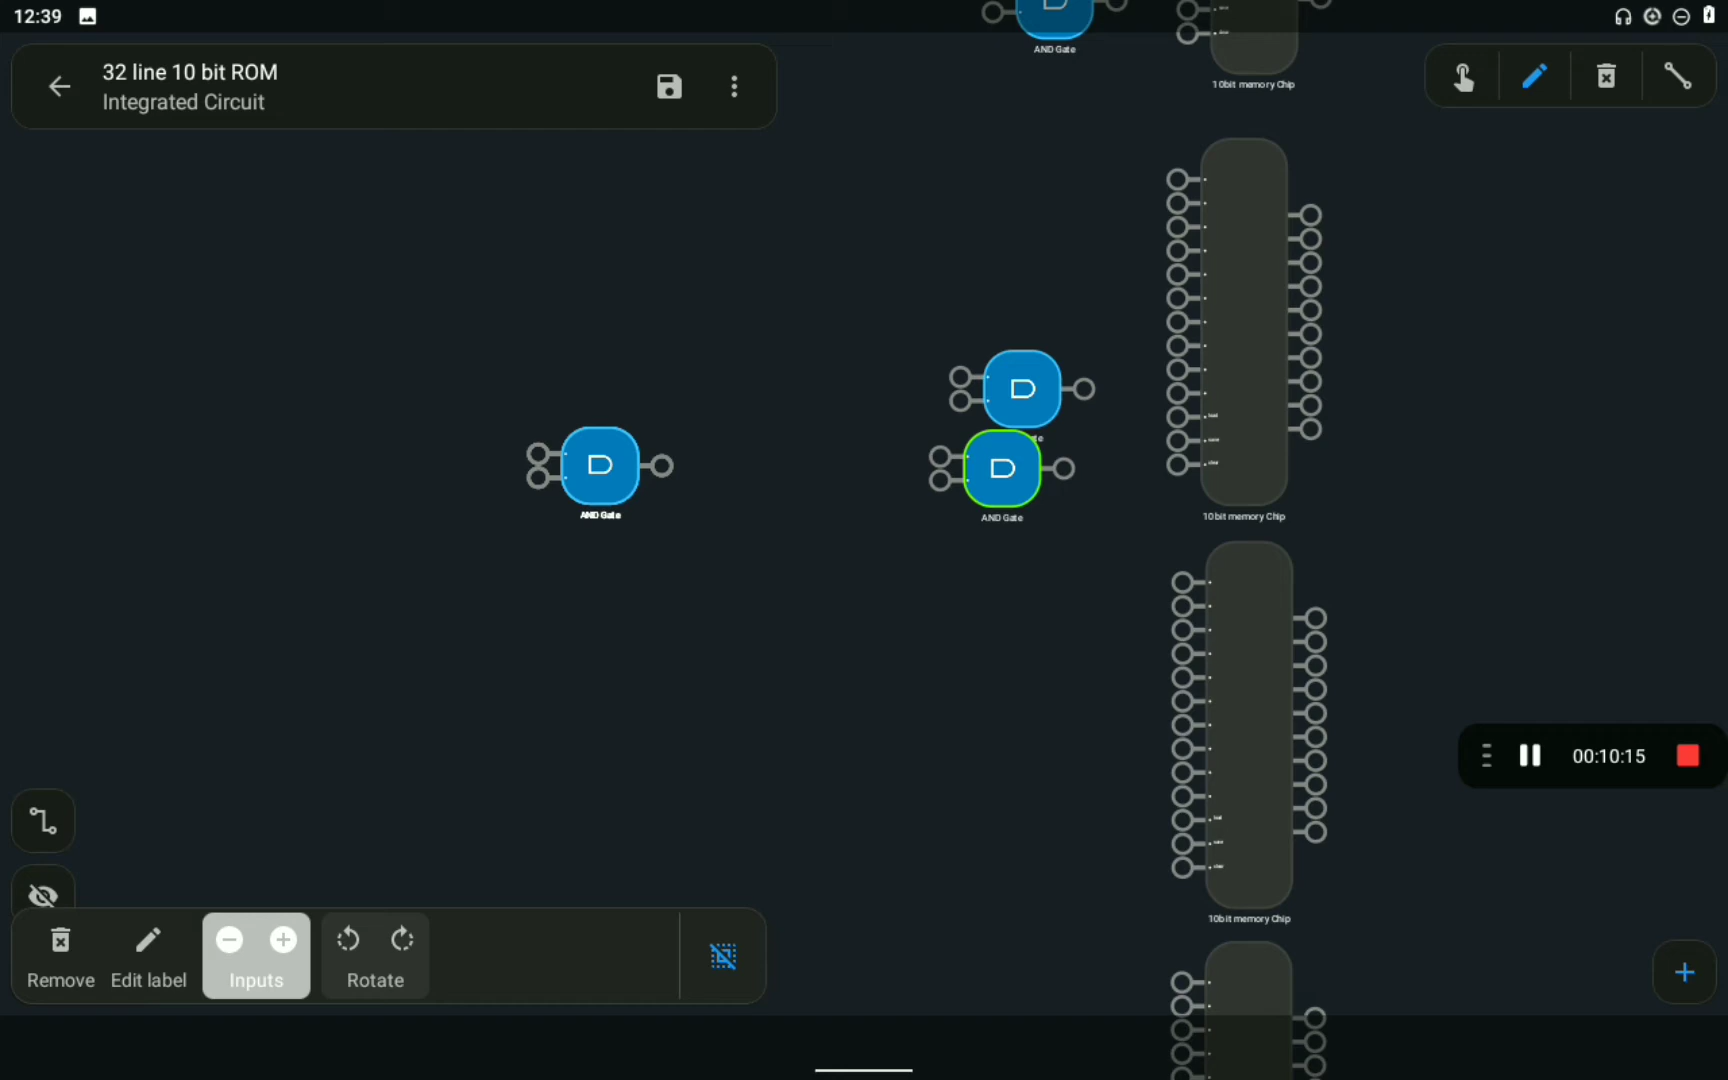 12:39
AND Gate
32 line 10 bit ROM
Integrated Circuit
10bit memory Chip
AND Gate
AND Gate
10bit memory Chip
00:10:15
10bit memory Chip
Remove
Edit label
Inputs
Rotate